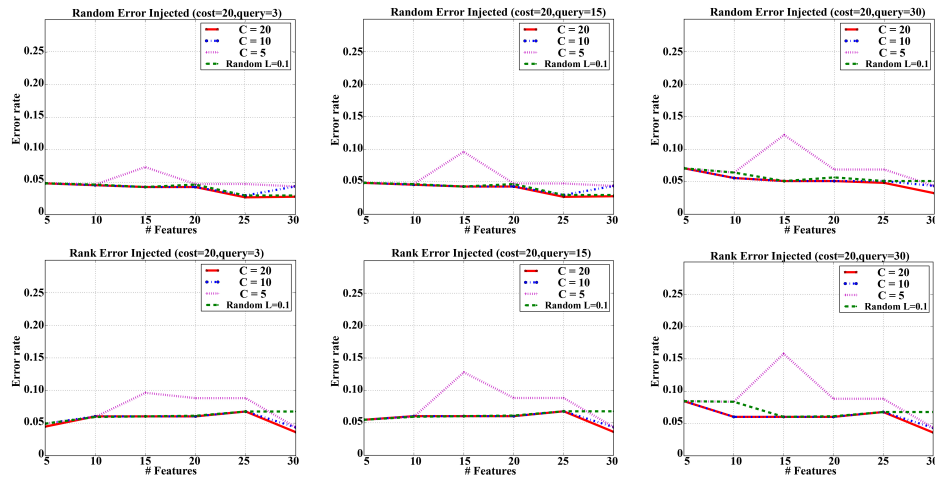 Random Error Injected (cost=20,query=3)
C = 20
C = 10
C = 5
Random L=0.1
Error rate
0.25
0.20
0.15
0.10
0.05
0
5 10 15 20 25 30
# Features
Random Error Injected (cost=20,query=15)
C = 20
C = 10
C = 5
Random L=0.1
Error rate
0.25
0.20
0.15
0.10
0.05
0
5 10 15 20 25 30
# Features
Random Error Injected (cost=20,query=30)
C = 20
C = 10
C = 5
Random L=0.1
Error rate
0.25
0.20
0.15
0.10
0.05
0
5 10 15 20 25 30
# Features
Rank Error Injected (cost=20,query=3)
C = 20
C = 10
C = 5
Random L=0.1
Error rate
0.25
0.20
0.15
0.10
0.05
0
5 10 15 20 25 30
# Features
Rank Error Injected (cost=20,query=15)
C = 20
C = 10
C = 5
Random L=0.1
Error rate
0.25
0.20
0.15
0.10
0.05
0
5 10 15 20 25 30
# Features
Rank Error Injected (cost=20,query=30)
C = 20
C = 10
C = 5
Random L=0.1
Error rate
0.25
0.20
0.15
0.10
0.05
0
5 10 15 20 25 30
# Features